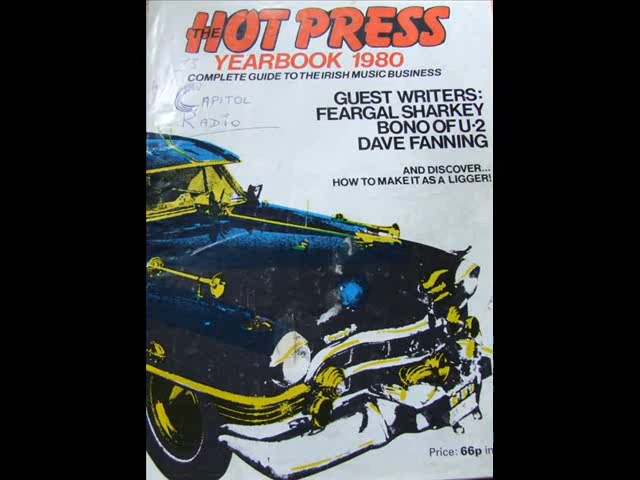 THE HOT PRESS
YEARBOOK 1980
COMPLETE GUIDE TO THE IRISH MUSIC BUSINESS
CAPITOL
RADIO
GUEST WRITERS:
FEARGAL SHARKEY
BONO OF U·2
DAVE FANNING
AND DISCOVER...
HOW TO MAKE IT AS A LIGGER!
Price: 66p in